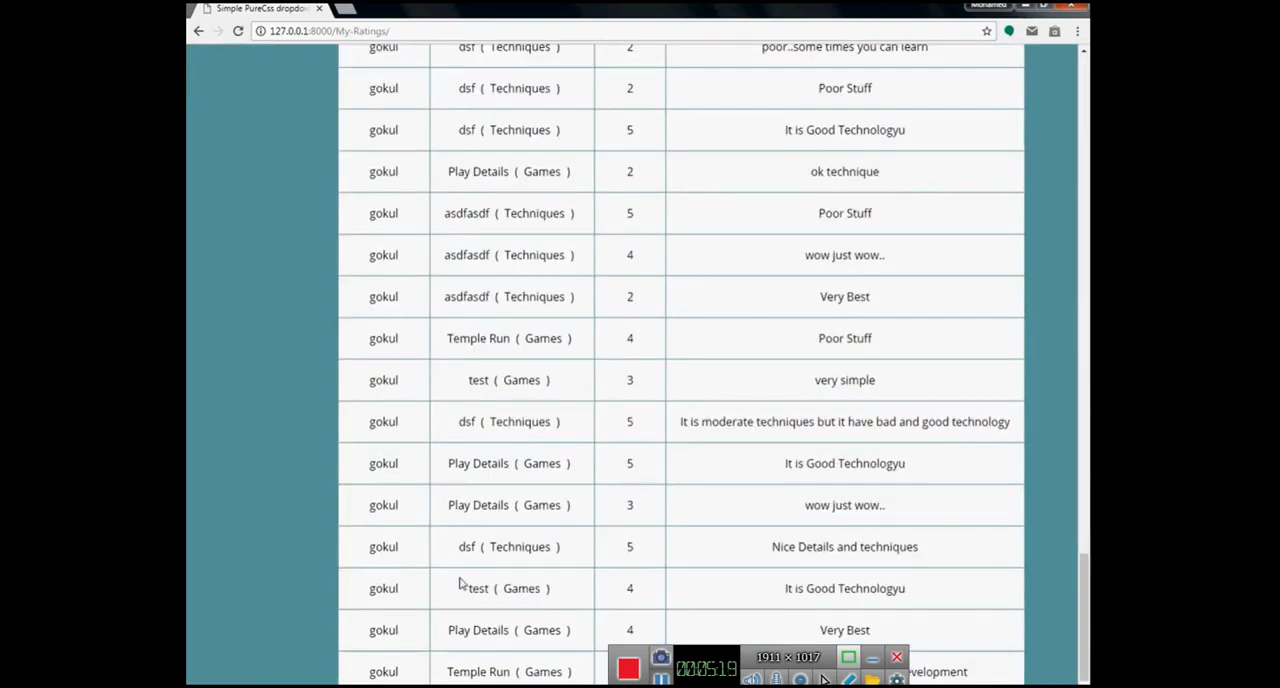 Simple PureCss dropdo
Mohamed
127.0.0.1:8000/My-Ratings/
gokul dsf ( Techniques ) 2 poor..some times you can learn
gokul dsf ( Techniques ) 2 Poor Stuff
gokul dsf ( Techniques ) 5 It is Good Technologyu
gokul Play Details ( Games ) 2 ok technique
gokul asdfasdf ( Techniques ) 5 Poor Stuff
gokul asdfasdf ( Techniques ) 4 wow just wow..
gokul asdfasdf ( Techniques ) 2 Very Best
gokul Temple Run ( Games ) 4 Poor Stuff
gokul test ( Games ) 3 very simple
gokul dsf ( Techniques ) 5 It is moderate techniques but it have bad and good technology
gokul Play Details ( Games ) 5 It is Good Technologyu
gokul Play Details ( Games ) 3 wow just wow..
gokul dsf ( Techniques ) 5 Nice Details and techniques
gokul test ( Games ) 4 It is Good Technologyu
gokul Play Details ( Games ) 4 Very Best
gokul Temple Run ( Games ) evelopment
00:05:19
1911 × 1017